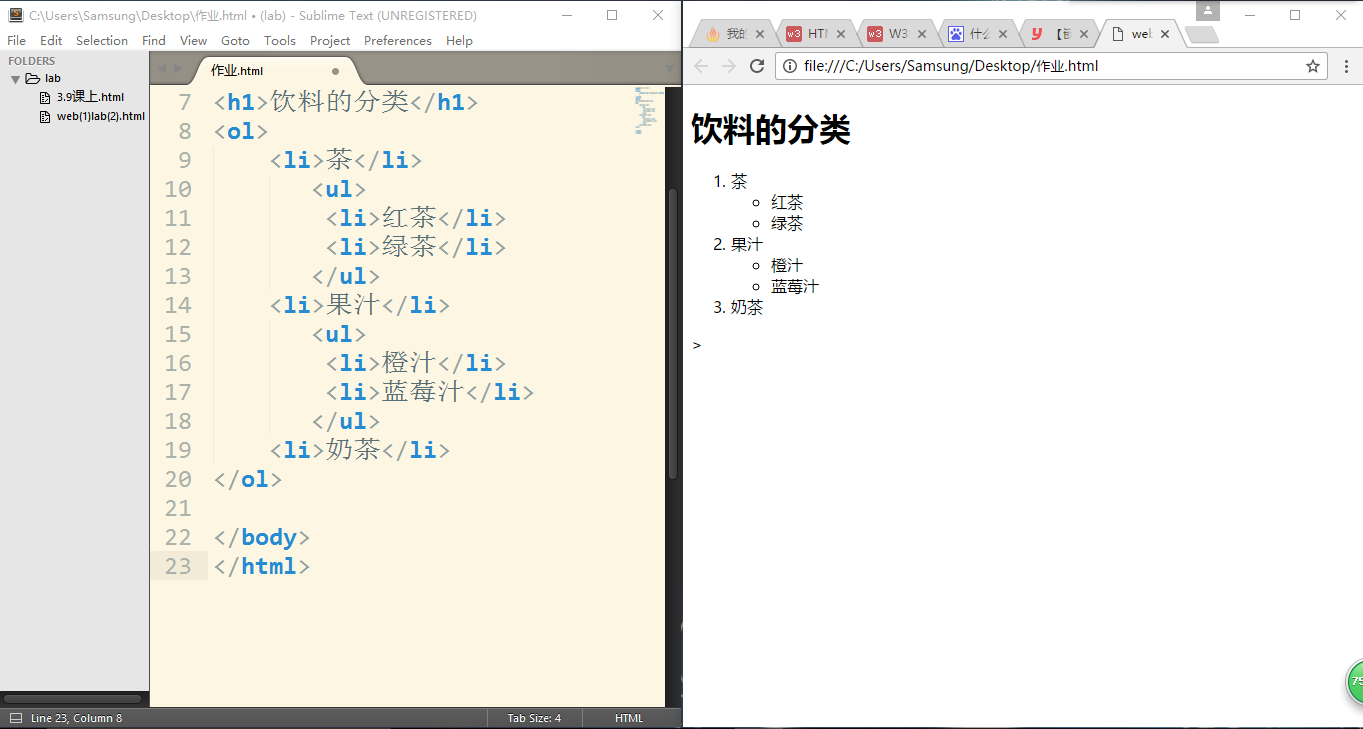 C:\Users\Samsung\Desktop\作业.html • (lab) - Sublime Text (UNREGISTERED)
File Edit Selection Find View Goto Tools Project Preferences Help
FOLDERS
lab
3.9课上.html
web(1)lab(2).html
作业.html
7 <h1>饮料的分类</h1>
8 <ol>
9 <li>茶</li>
10 <ul>
11 <li>红茶</li>
12 <li>绿茶</li>
13 </ul>
14 <li>果汁</li>
15 <ul>
16 <li>橙汁</li>
17 <li>蓝莓汁</li>
18 </ul>
19 <li>奶茶</li>
20 </ol>
21
22 </body>
23 </html>
Line 23, Column 8 Tab Size: 4 HTML
我的 w3 HTM w3 W3 什么 y
file:///C:/Users/Samsung/Desktop/作业.html
饮料的分类
1. 茶
红茶
绿茶
2. 果汁
橙汁
蓝莓汁
3. 奶茶
>
75